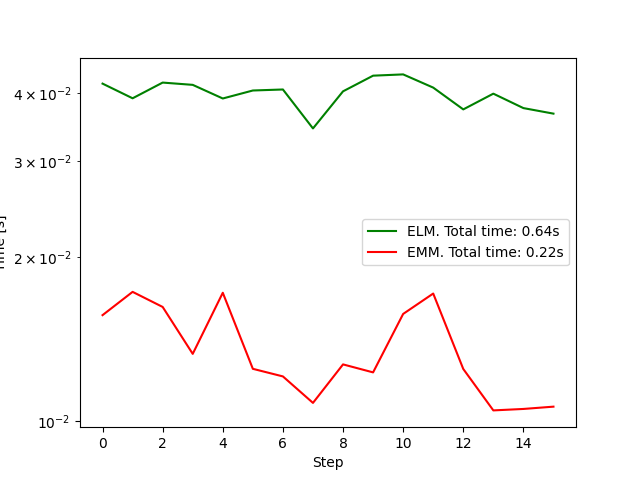 4 × 10⁻²
3 × 10⁻²
2 × 10⁻²
10⁻²
ELM. Total time: 0.64s
EMM. Total time: 0.22s
0 2 4 6 8 10 12 14
Step